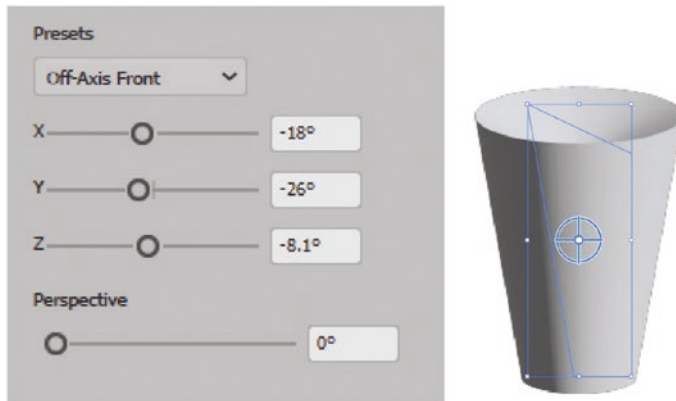 Presets
Off-Axis Front
X -18°
Y -26°
Z -8.1°
Perspective
0°